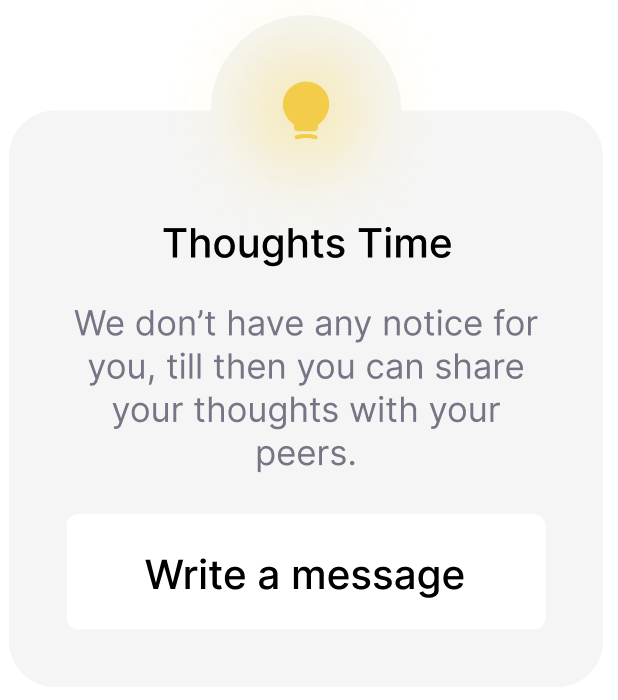 Thoughts Time
We don’t have any notice for
you, till then you can share
your thoughts with your
peers.
Write a message